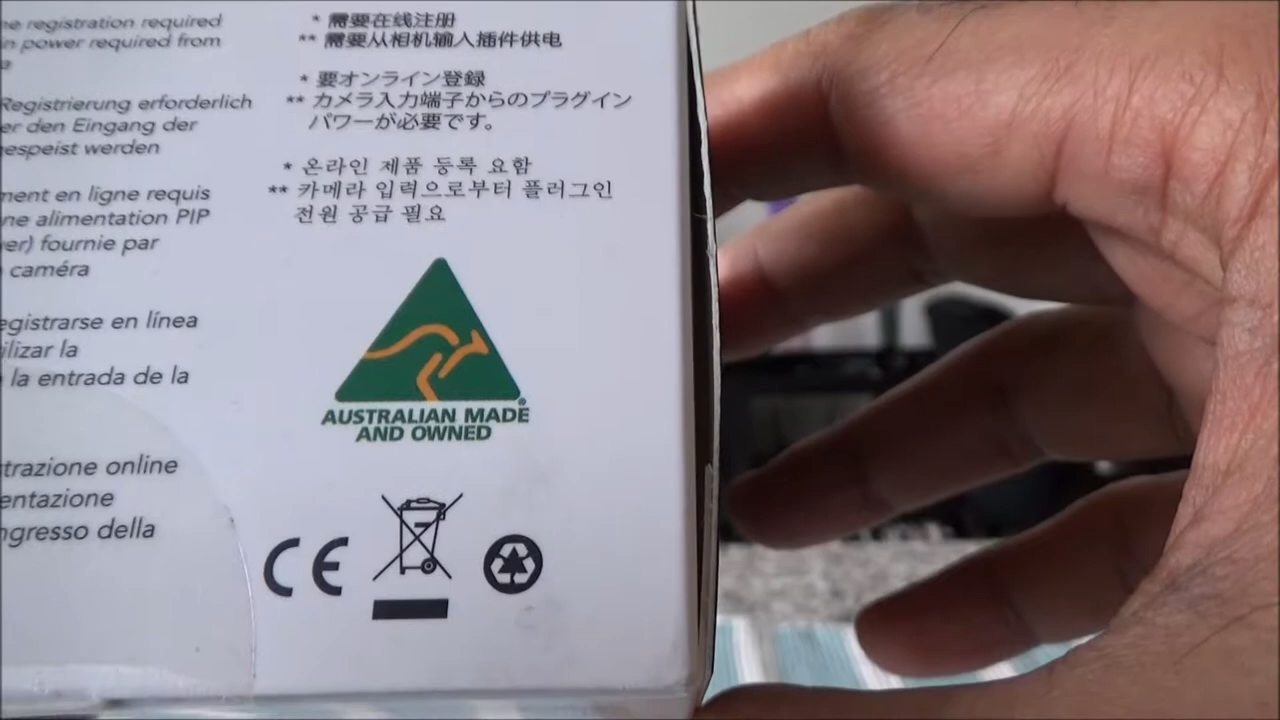 ne registration required
n power required from
a
Registrierung erforderlich
er den Eingang der
gespeist werden
ment en ligne requis
ne alimentation PIP
er) fournie par
caméra
egistrarse en línea
ilizar la
la entrada de la
strazione online
entazione
ngresso della
* 需要在线注册
** 需要从相机输入插件供电
* 要オンライン登録
** カメラ入力端子からのプラグイン
パワーが必要です。
* 온라인 제품 등록 요함
** 카메라 입력으로부터 플러그인
전원 공급 필요
AUSTRALIAN MADE
AND OWNED
CE